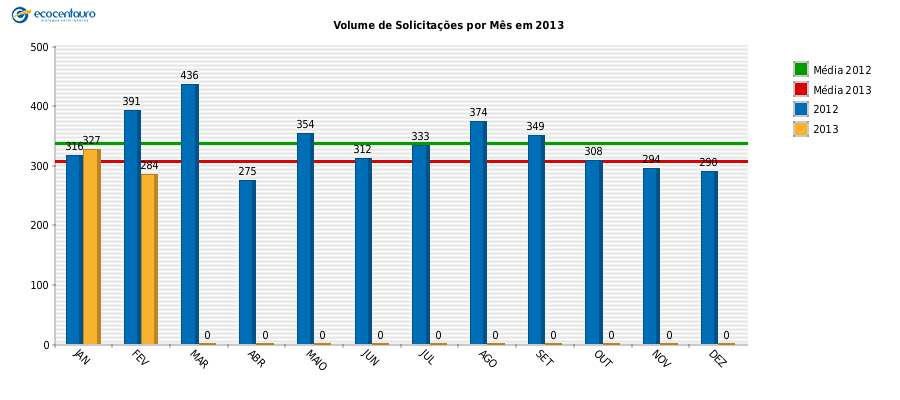 ecocentauro
Volume de Solicitações por Mês em 2013
500
400
300
200
100
0
316
327
391
284
436
0
275
0
354
0
312
0
333
0
374
0
349
0
308
0
294
0
290
0
JAN
FEV
MAR
ABR
MAIO
JUN
JUL
AGO
SET
OUT
NOV
DEZ
Média 2012
Média 2013
2012
2013